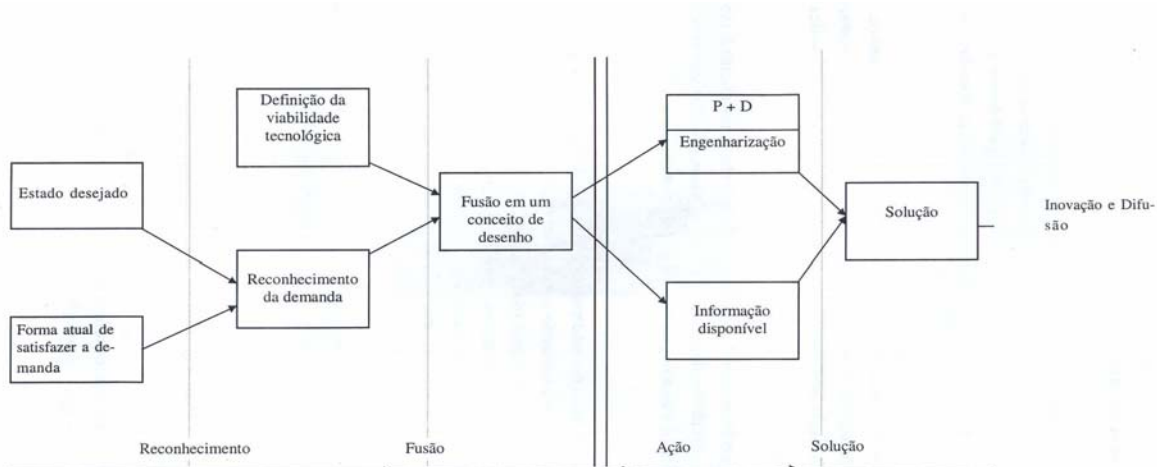 Definição da
viabilidade
tecnológica
P + D
Engenharização
Estado desejado
Fusão em um
conceito de
desenho
Solução
Inovação e Difu-
são
Reconhecimento
da demanda
Forma atual de
satisfazer a de-
manda
Informação
disponível
Reconhecimento
Fusão
Ação
Solução